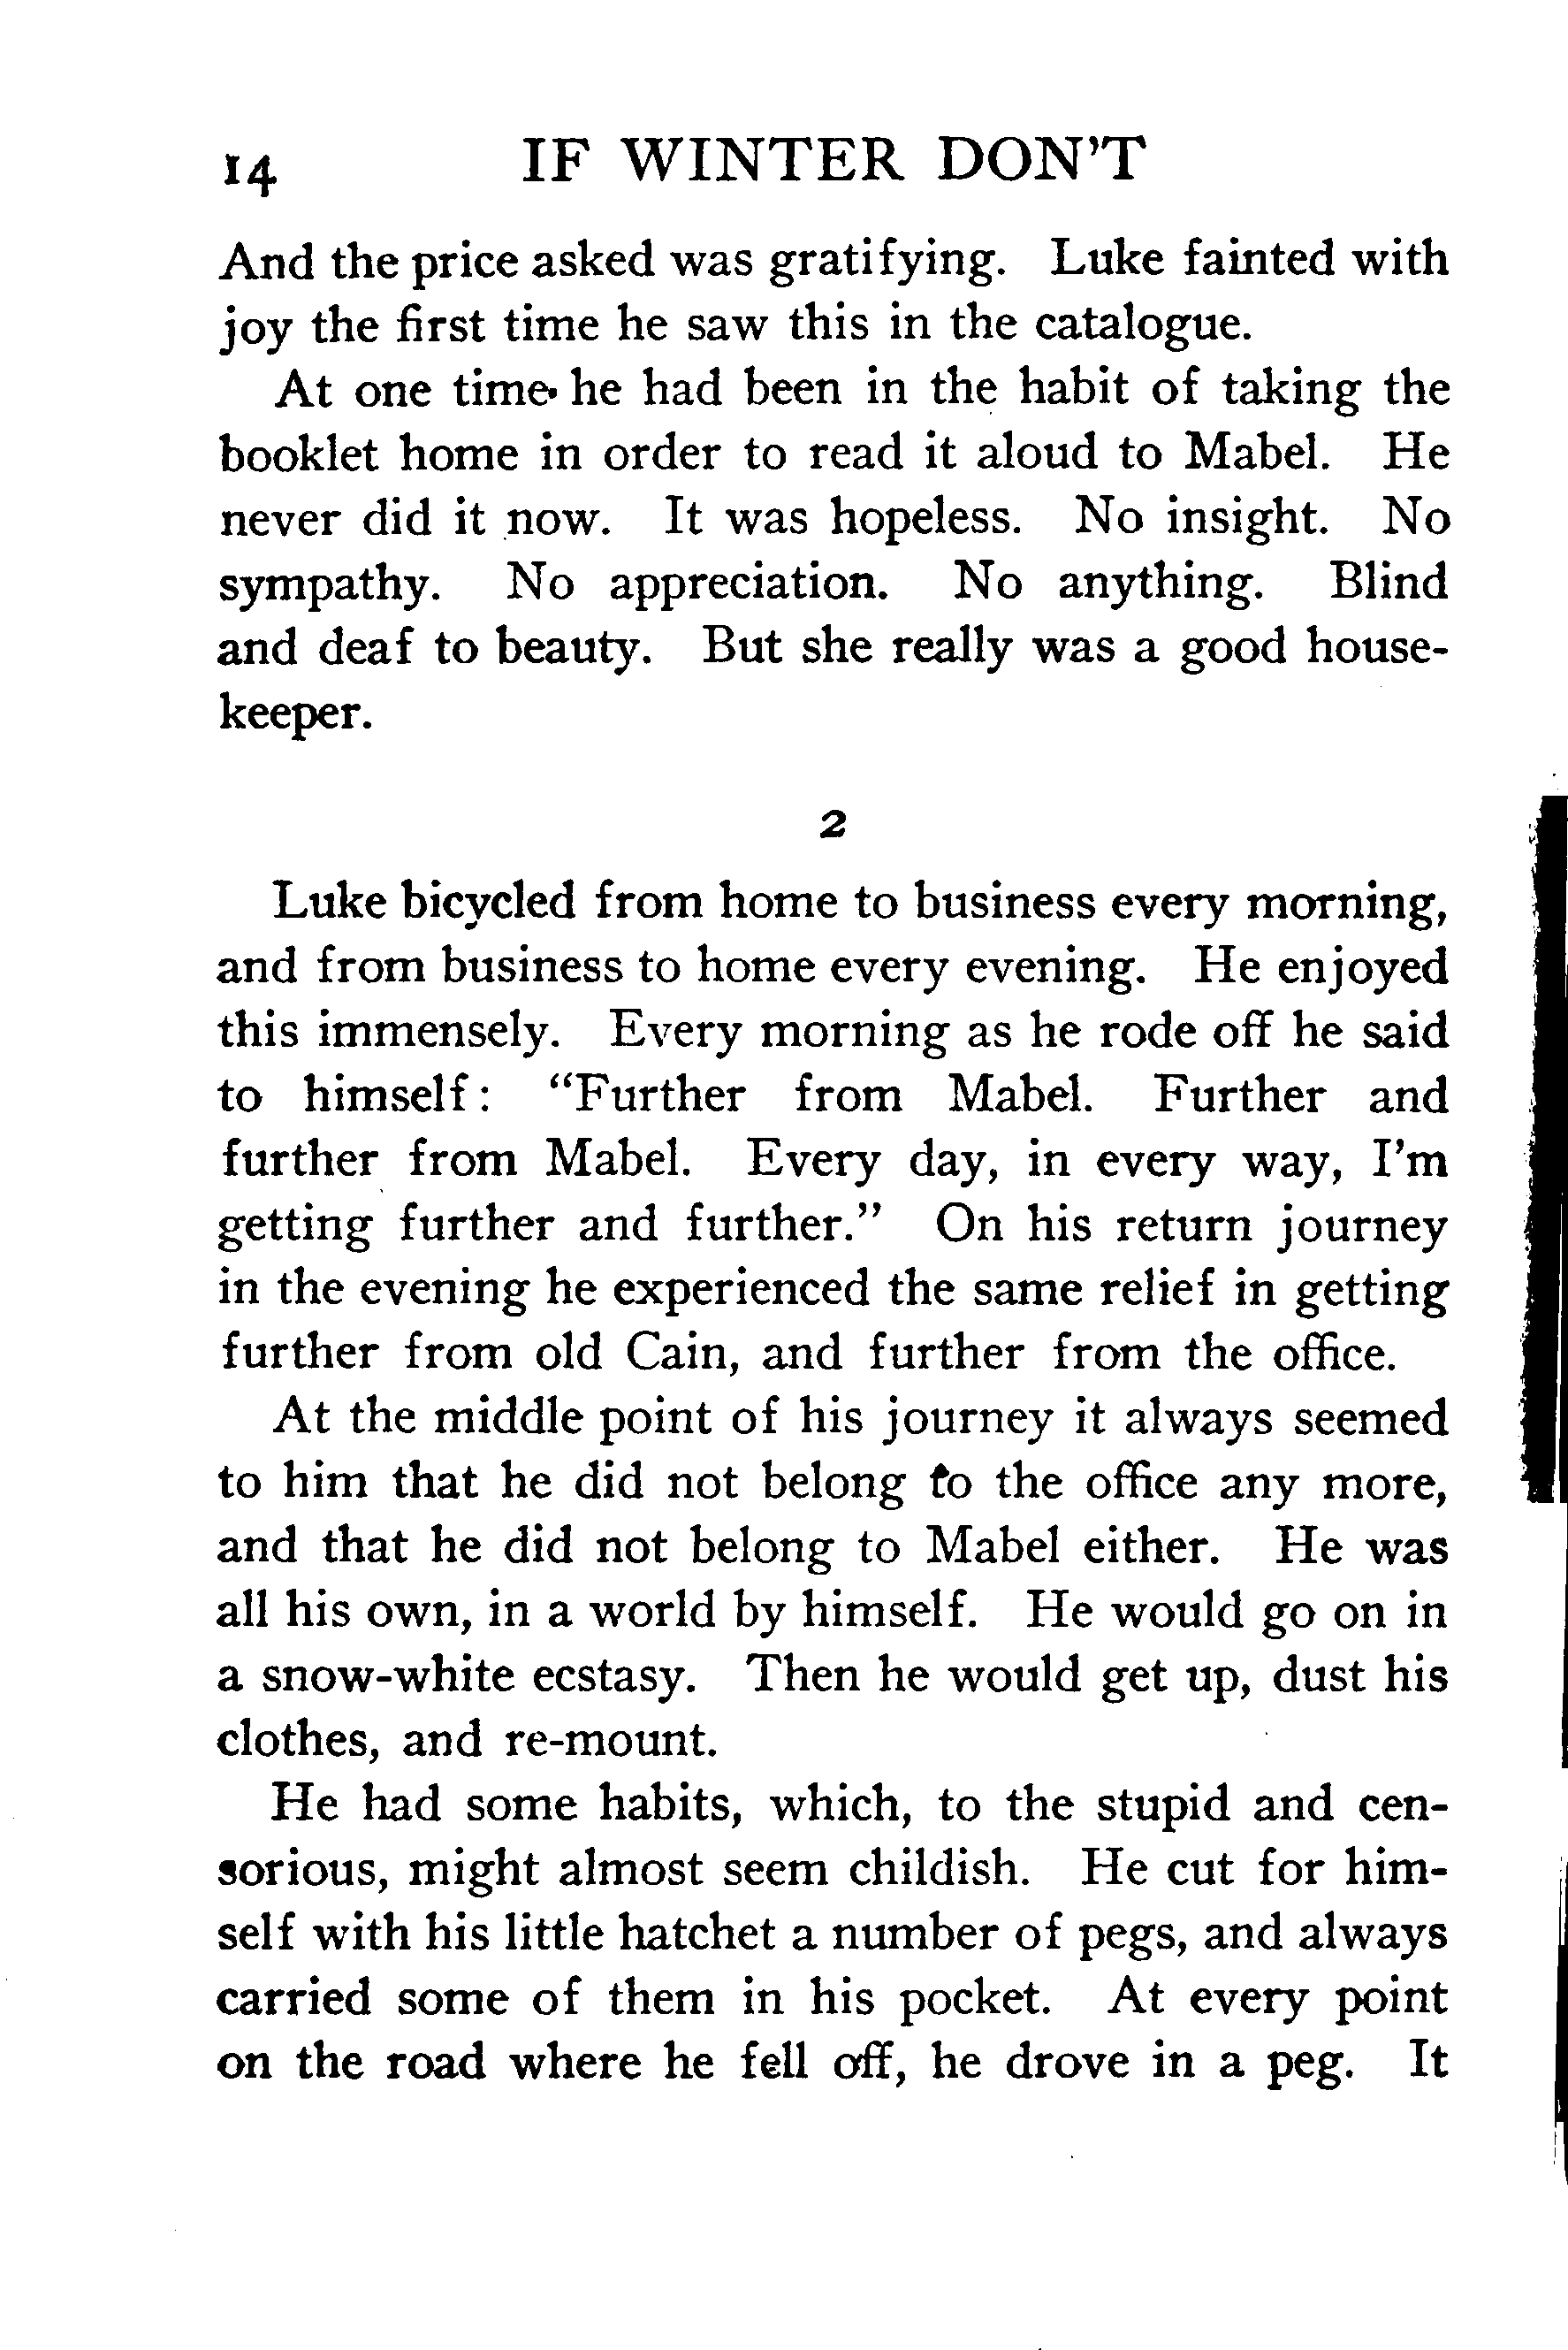 14 IF WINTER DON'T
And the price asked was gratifying. Luke fainted with
joy the first time he saw this in the catalogue.
At one time he had been in the habit of taking the
booklet home in order to read it aloud to Mabel. He
never did it now. It was hopeless. No insight. No
sympathy. No appreciation. No anything. Blind
and deaf to beauty. But she really was a good house-
keeper.
2
Luke bicycled from home to business every morning,
and from business to home every evening. He enjoyed
this immensely. Every morning as he rode off he said
to himself: "Further from Mabel. Further and
further from Mabel. Every day, in every way, I'm
getting further and further." On his return journey
in the evening he experienced the same relief in getting
further from old Cain, and further from the office.
At the middle point of his journey it always seemed
to him that he did not belong to the office any more,
and that he did not belong to Mabel either. He was
all his own, in a world by himself. He would go on in
a snow-white ecstasy. Then he would get up, dust his
clothes, and re-mount.
He had some habits, which, to the stupid and cen-
sorious, might almost seem childish. He cut for him-
self with his little hatchet a number of pegs, and always
carried some of them in his pocket. At every point
on the road where he fell off, he drove in a peg. It